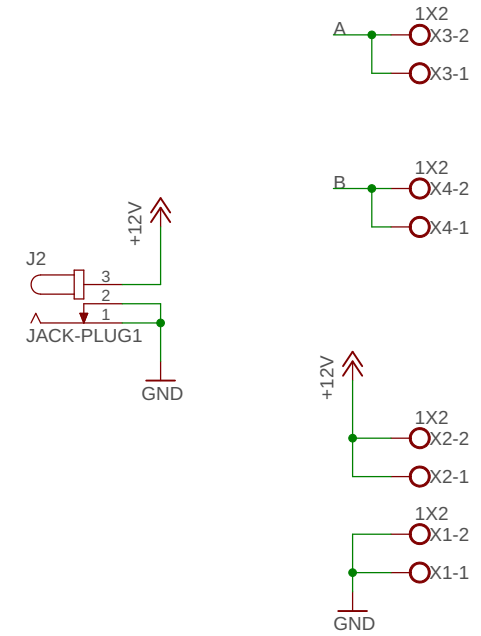 1X2
A
X3-2
X3-1
1X2
B
X4-2
X4-1
+12V
J2
3
2
1
JACK-PLUG1
GND
+12V
1X2
X2-2
X2-1
1X2
X1-2
X1-1
GND